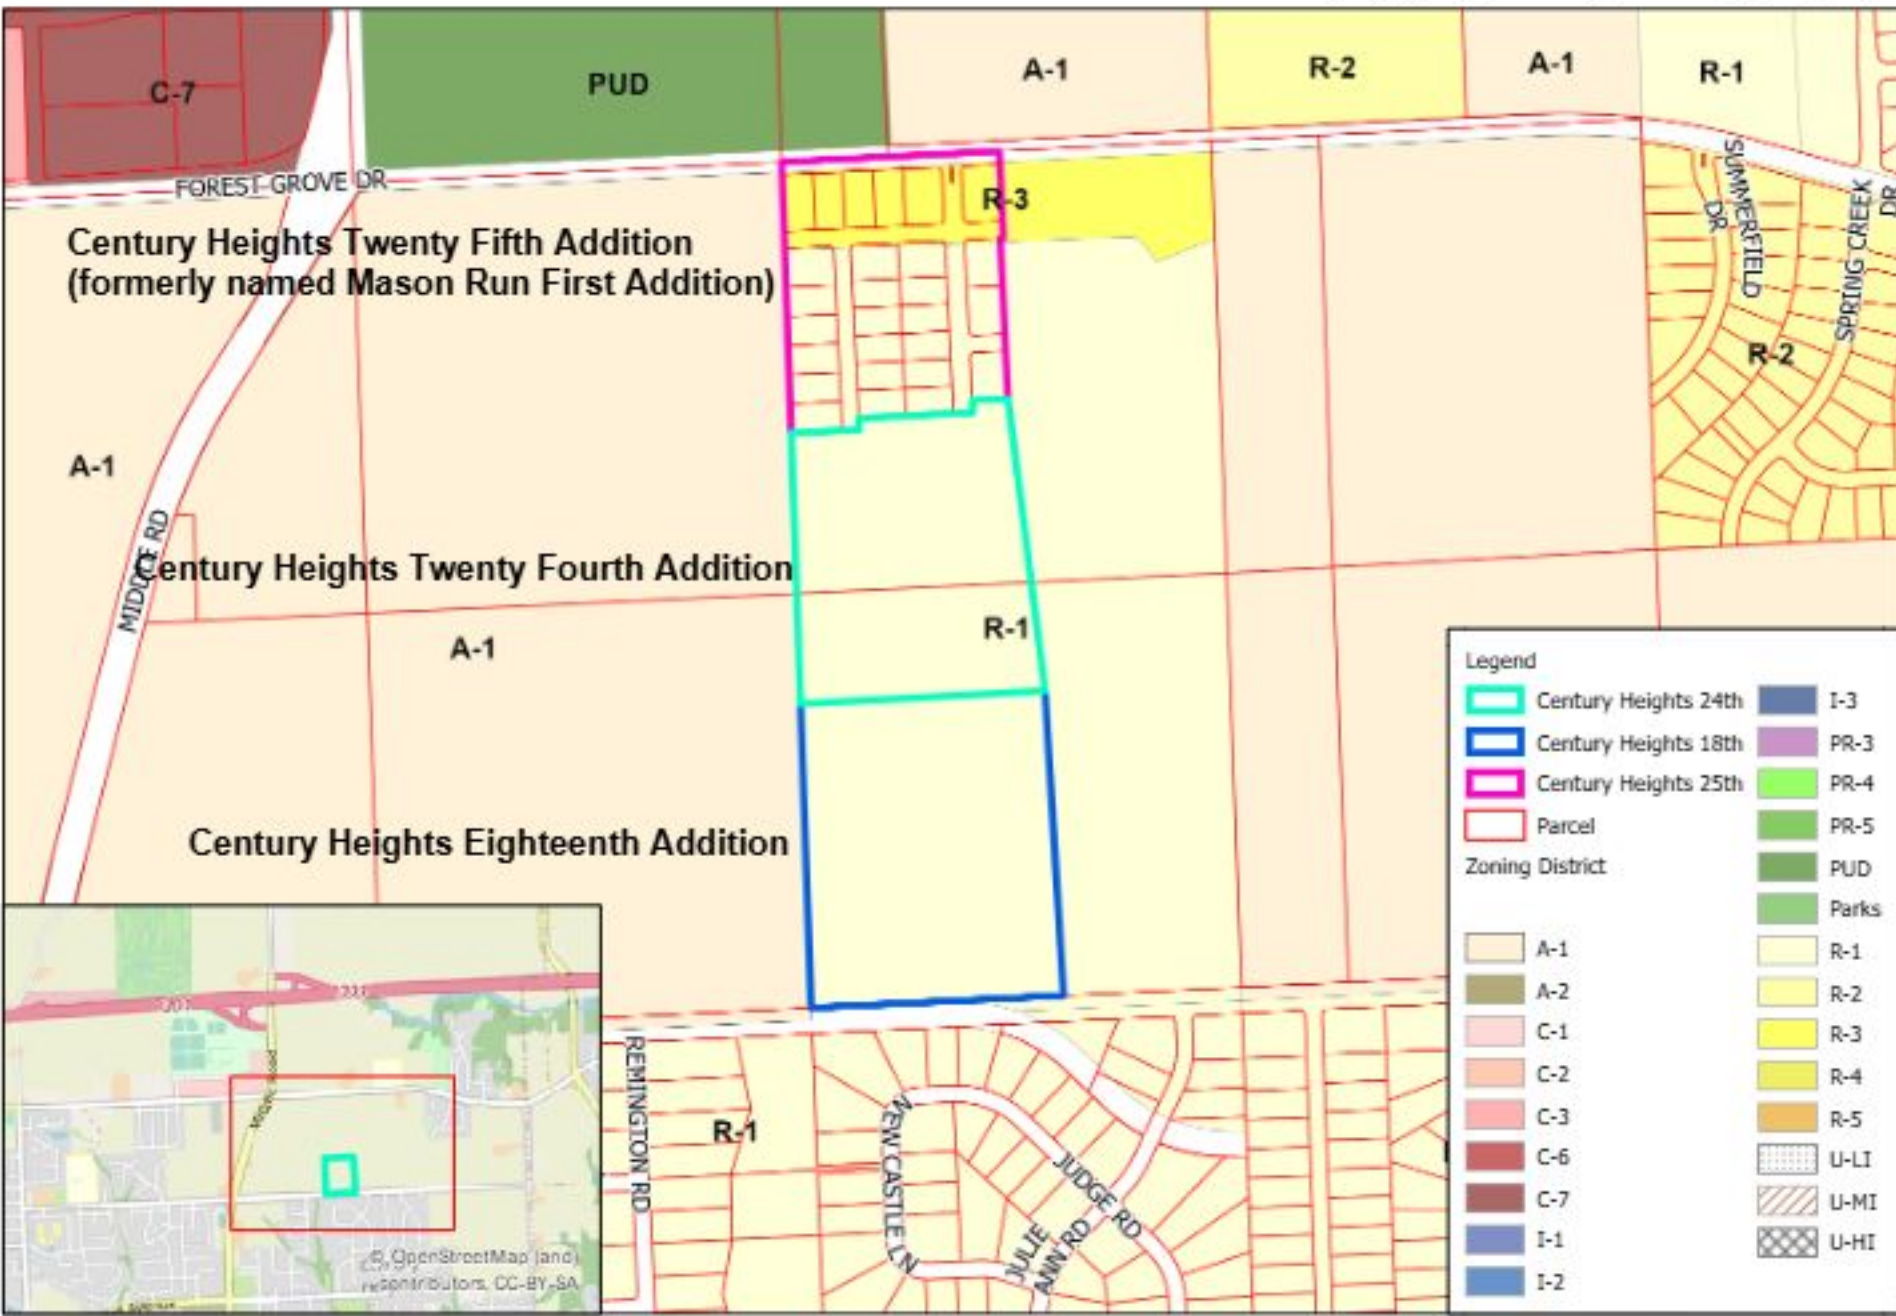 C-7
PUD
A-1
R-2
A-1
R-1
FOREST GROVE DR
R-3
Century Heights Twenty Fifth Addition
(formerly named Mason Run First Addition)
SUMMERFIELD
DR
SPRING CREEK
DR
R-2
A-1
MIDDLE RD
Century Heights Twenty Fourth Addition
A-1
R-1
Century Heights Eighteenth Addition
Legend
Century Heights 24th
Century Heights 18th
Century Heights 25th
Parcel
Zoning District
A-1
A-2
C-1
C-2
C-3
C-6
C-7
I-1
I-2
I-3
PR-3
PR-4
PR-5
PUD
Parks
R-1
R-2
R-3
R-4
R-5
U-LI
U-MI
U-HI
REMINGTON RD
R-1
NEW CASTLE LN
JUDGE RD
JULIE
ANN RD
Middle Road
© OpenStreetMap (and)
contributors, CC-BY-SA